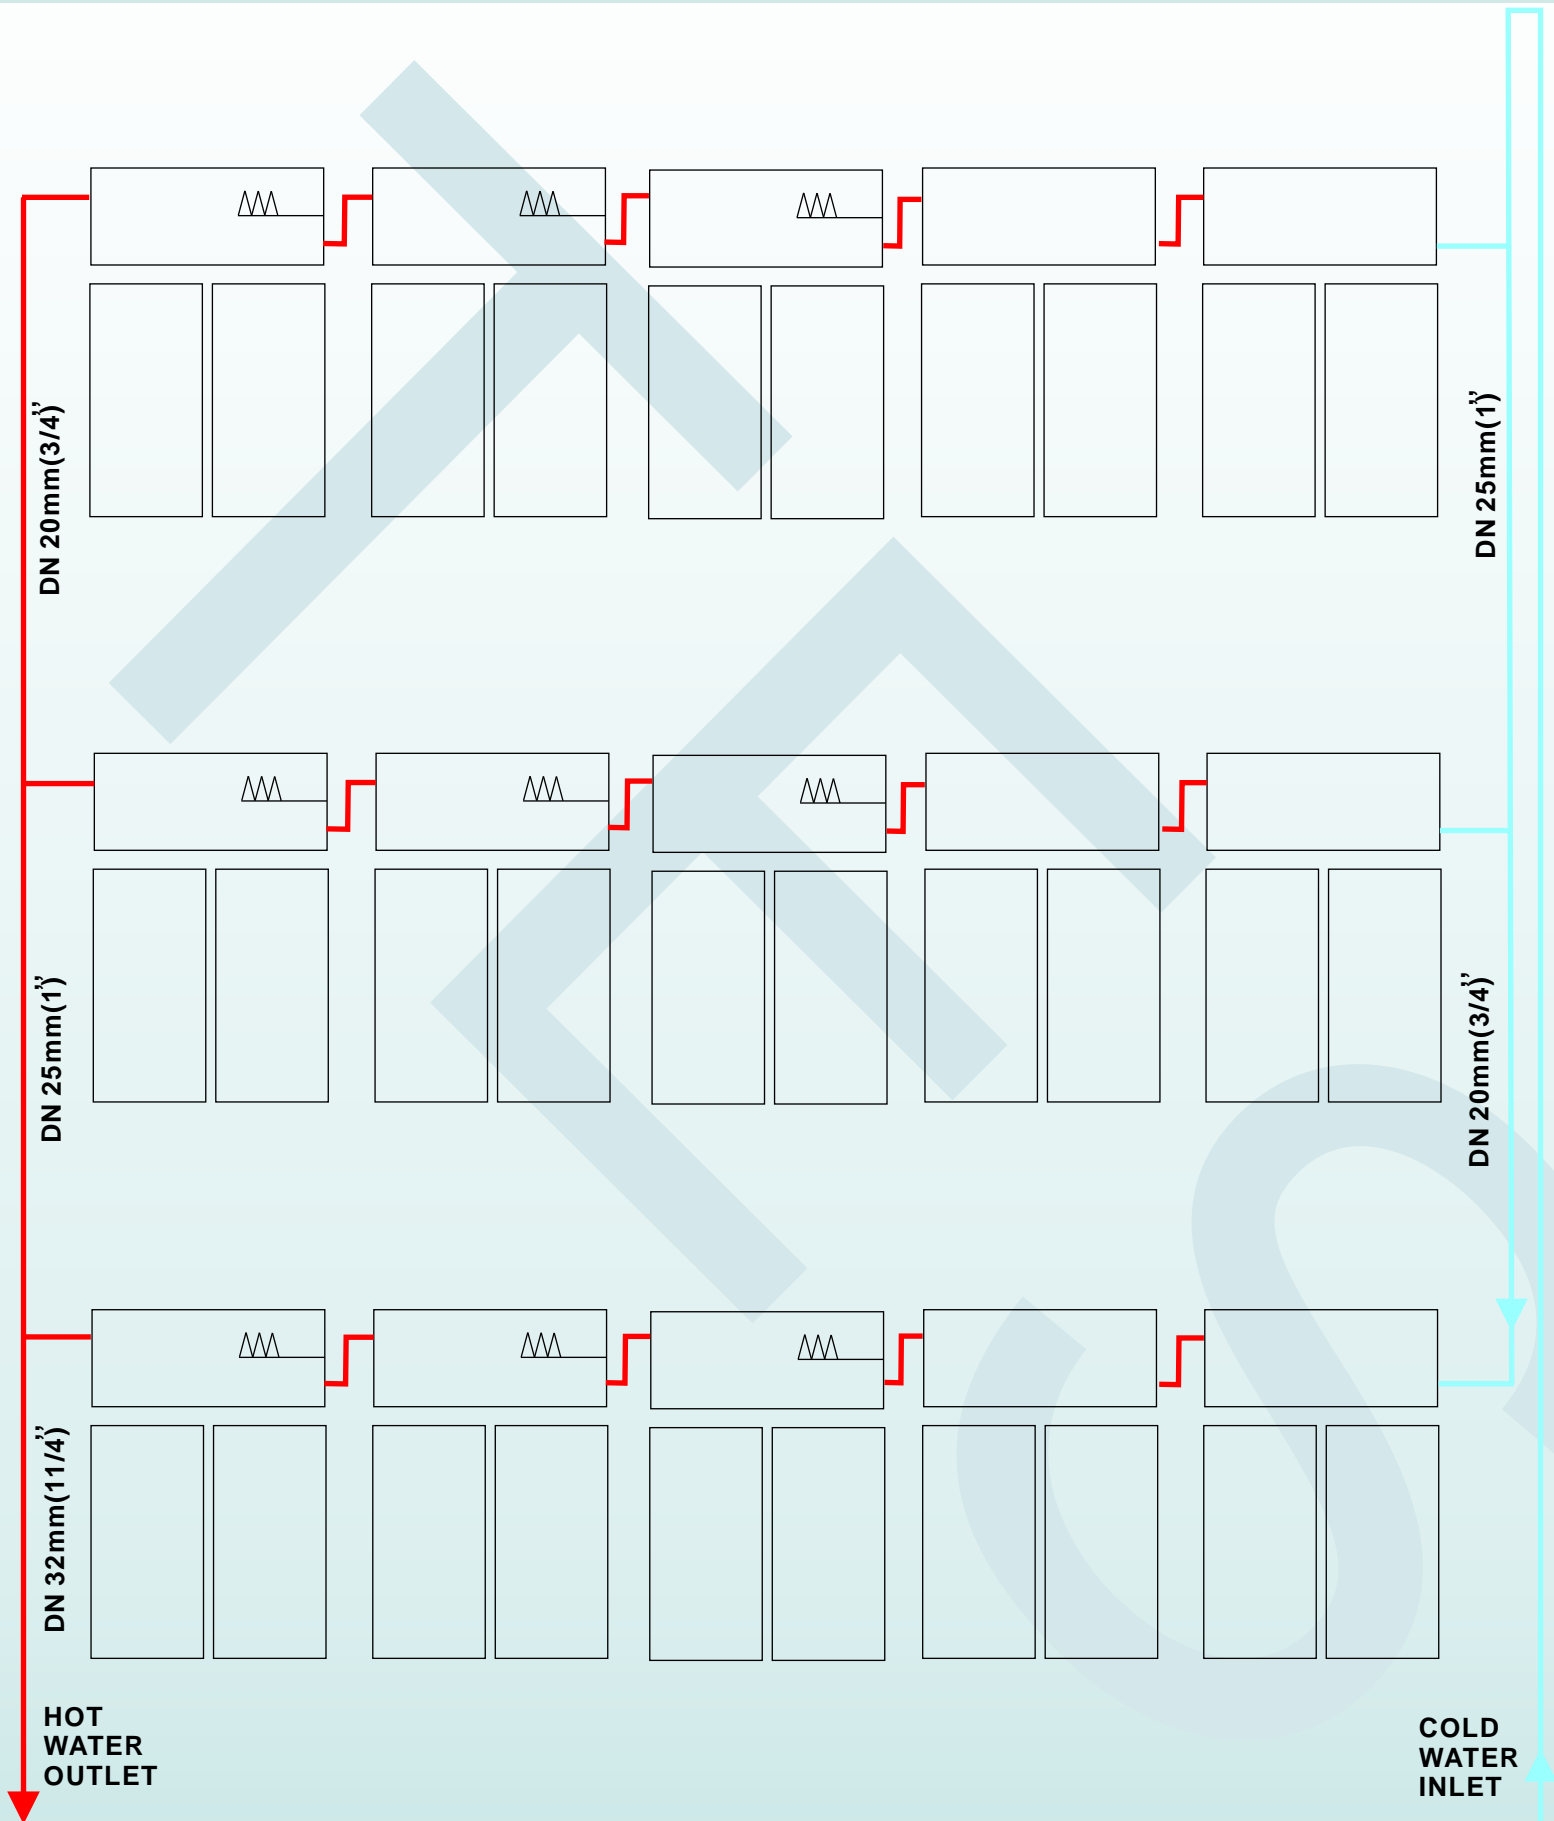 DN 20mm(3/4")
DN 25mm(1")
DN 25mm(1")
DN 20mm(3/4")
DN 32mm(11/4")
HOT
WATER
OUTLET
COLD
WATER
INLET
TES